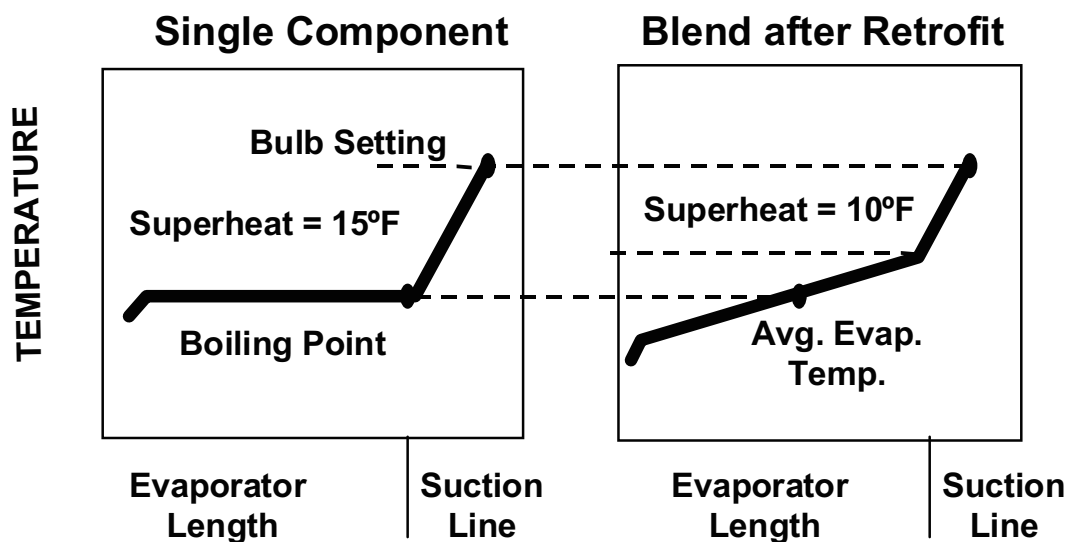 Single Component
Blend after Retrofit
TEMPERATURE
Bulb Setting
Superheat = 15ºF
Boiling Point
Superheat = 10ºF
Avg. Evap.
Temp.
Evaporator
Length
Suction
Line
Evaporator
Length
Suction
Line